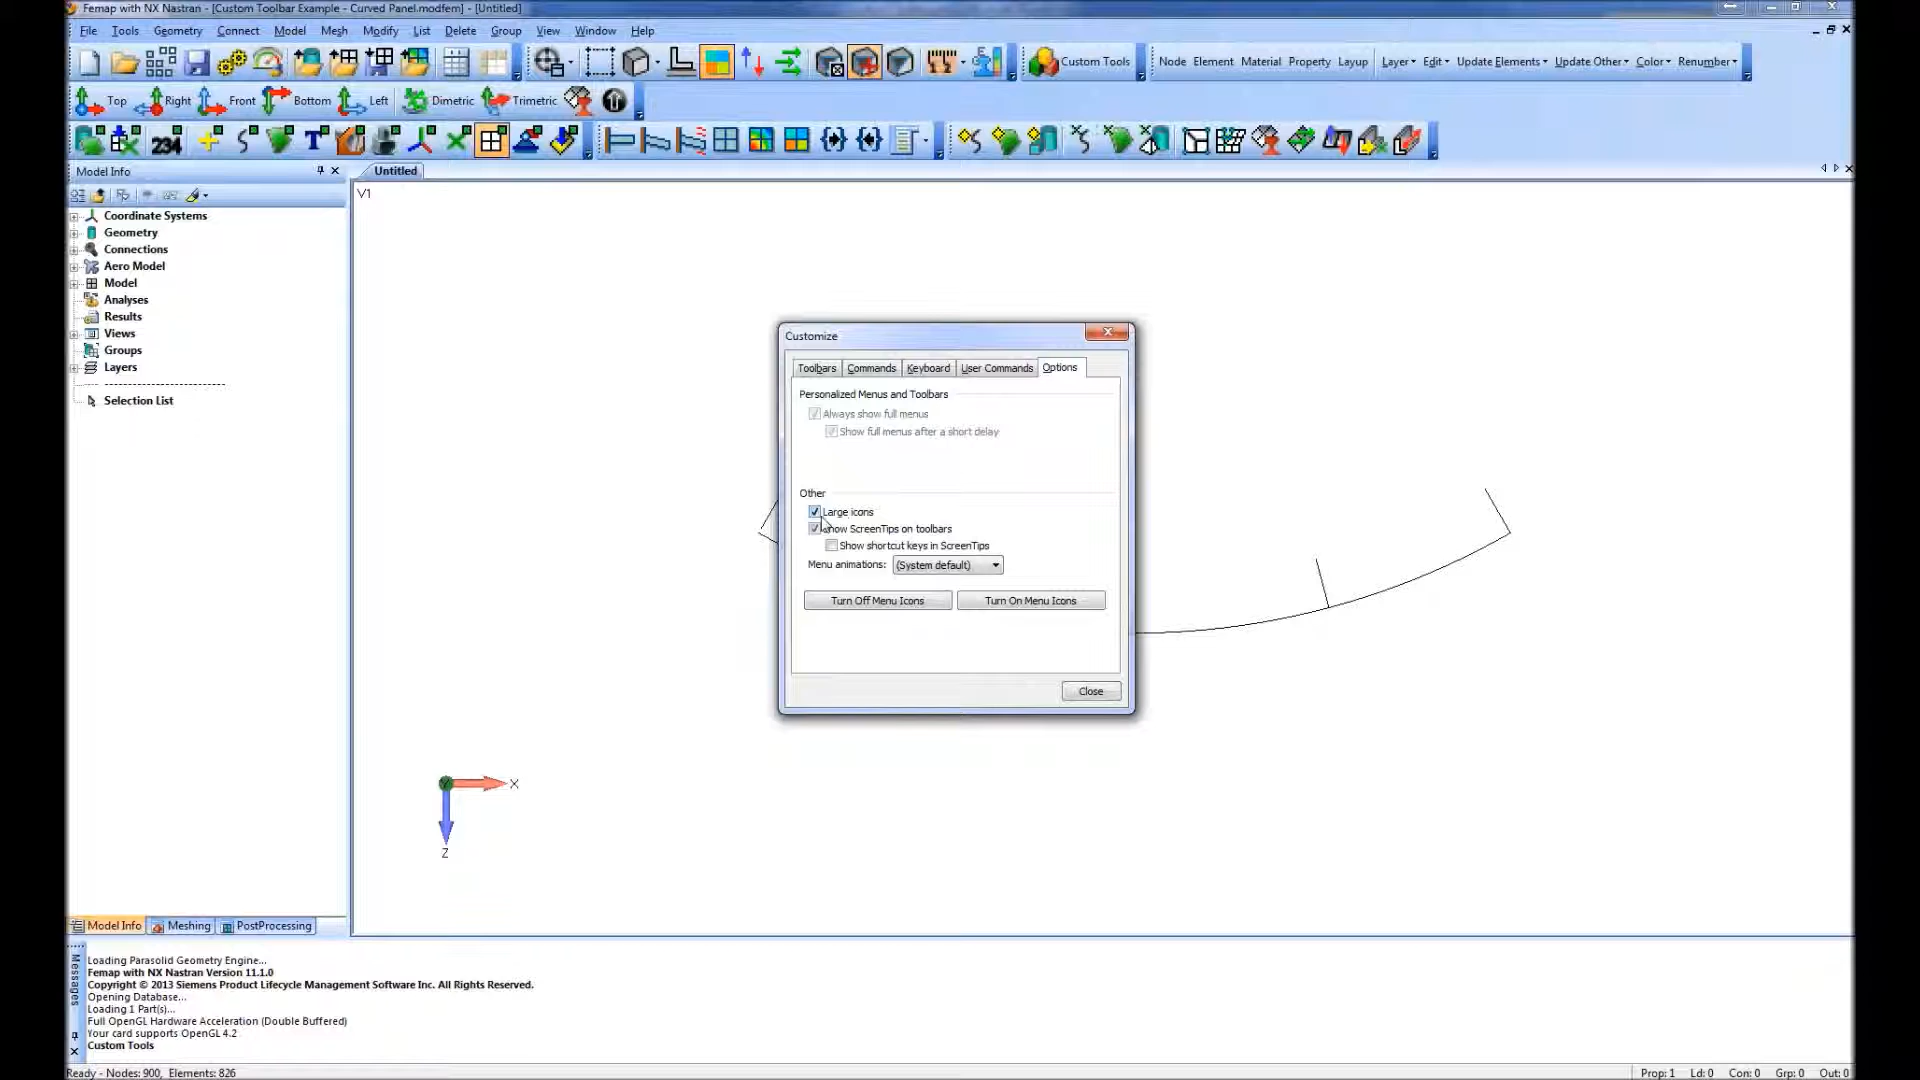 Femap with NX Nastran - [Custom Toolbar Example - Curved Panel.modfem] - [Untitled]
File Tools Geometry Connect Model Mesh Modify List Delete Group View Window Help
Custom Tools Node Element Material Property Layup Layer Edit Update Elements Update Other Color Renumber
Top Right Front Bottom Left Dimetric Trimetric
234
Model Info
Untitled
V1
Coordinate Systems
Geometry
Connections
Aero Model
Model
Analyses
Results
Views
Groups
Layers
Selection List
Customize
Toolbars Commands Keyboard User Commands Options
Personalized Menus and Toolbars
Always show full menus
Show full menus after a short delay
Other
Large icons
Show ScreenTips on toolbars
Show shortcut keys in ScreenTips
Menu animations: (System default)
Turn Off Menu Icons Turn On Menu Icons
Close
X
Z
Model Info Meshing PostProcessing
Messages
Loading Parasolid Geometry Engine...
Femap with NX Nastran Version 11.1.0
Copyright © 2013 Siemens Product Lifecycle Management Software Inc. All Rights Reserved.
Opening Database...
Loading 1 Part(s)...
Full OpenGL Hardware Acceleration (Double Buffered)
Your card supports OpenGL 4.2
Custom Tools
Ready - Nodes: 900, Elements: 826 Prop: 1 Ld: 0 Con: 0 Grp: 0 Out: 0